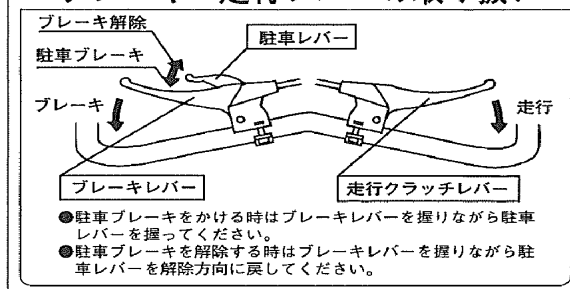 ブレーキ解除
駐車レバー
駐車ブレーキ
ブレーキ
走行
ブレーキレバー
走行クラッチレバー
●駐車ブレーキをかける時はブレーキレバーを握りながら駐車
レバーを握ってください。
●駐車ブレーキを解除する時はブレーキレバーを握りながら駐
車レバーを解除方向に戻してください。